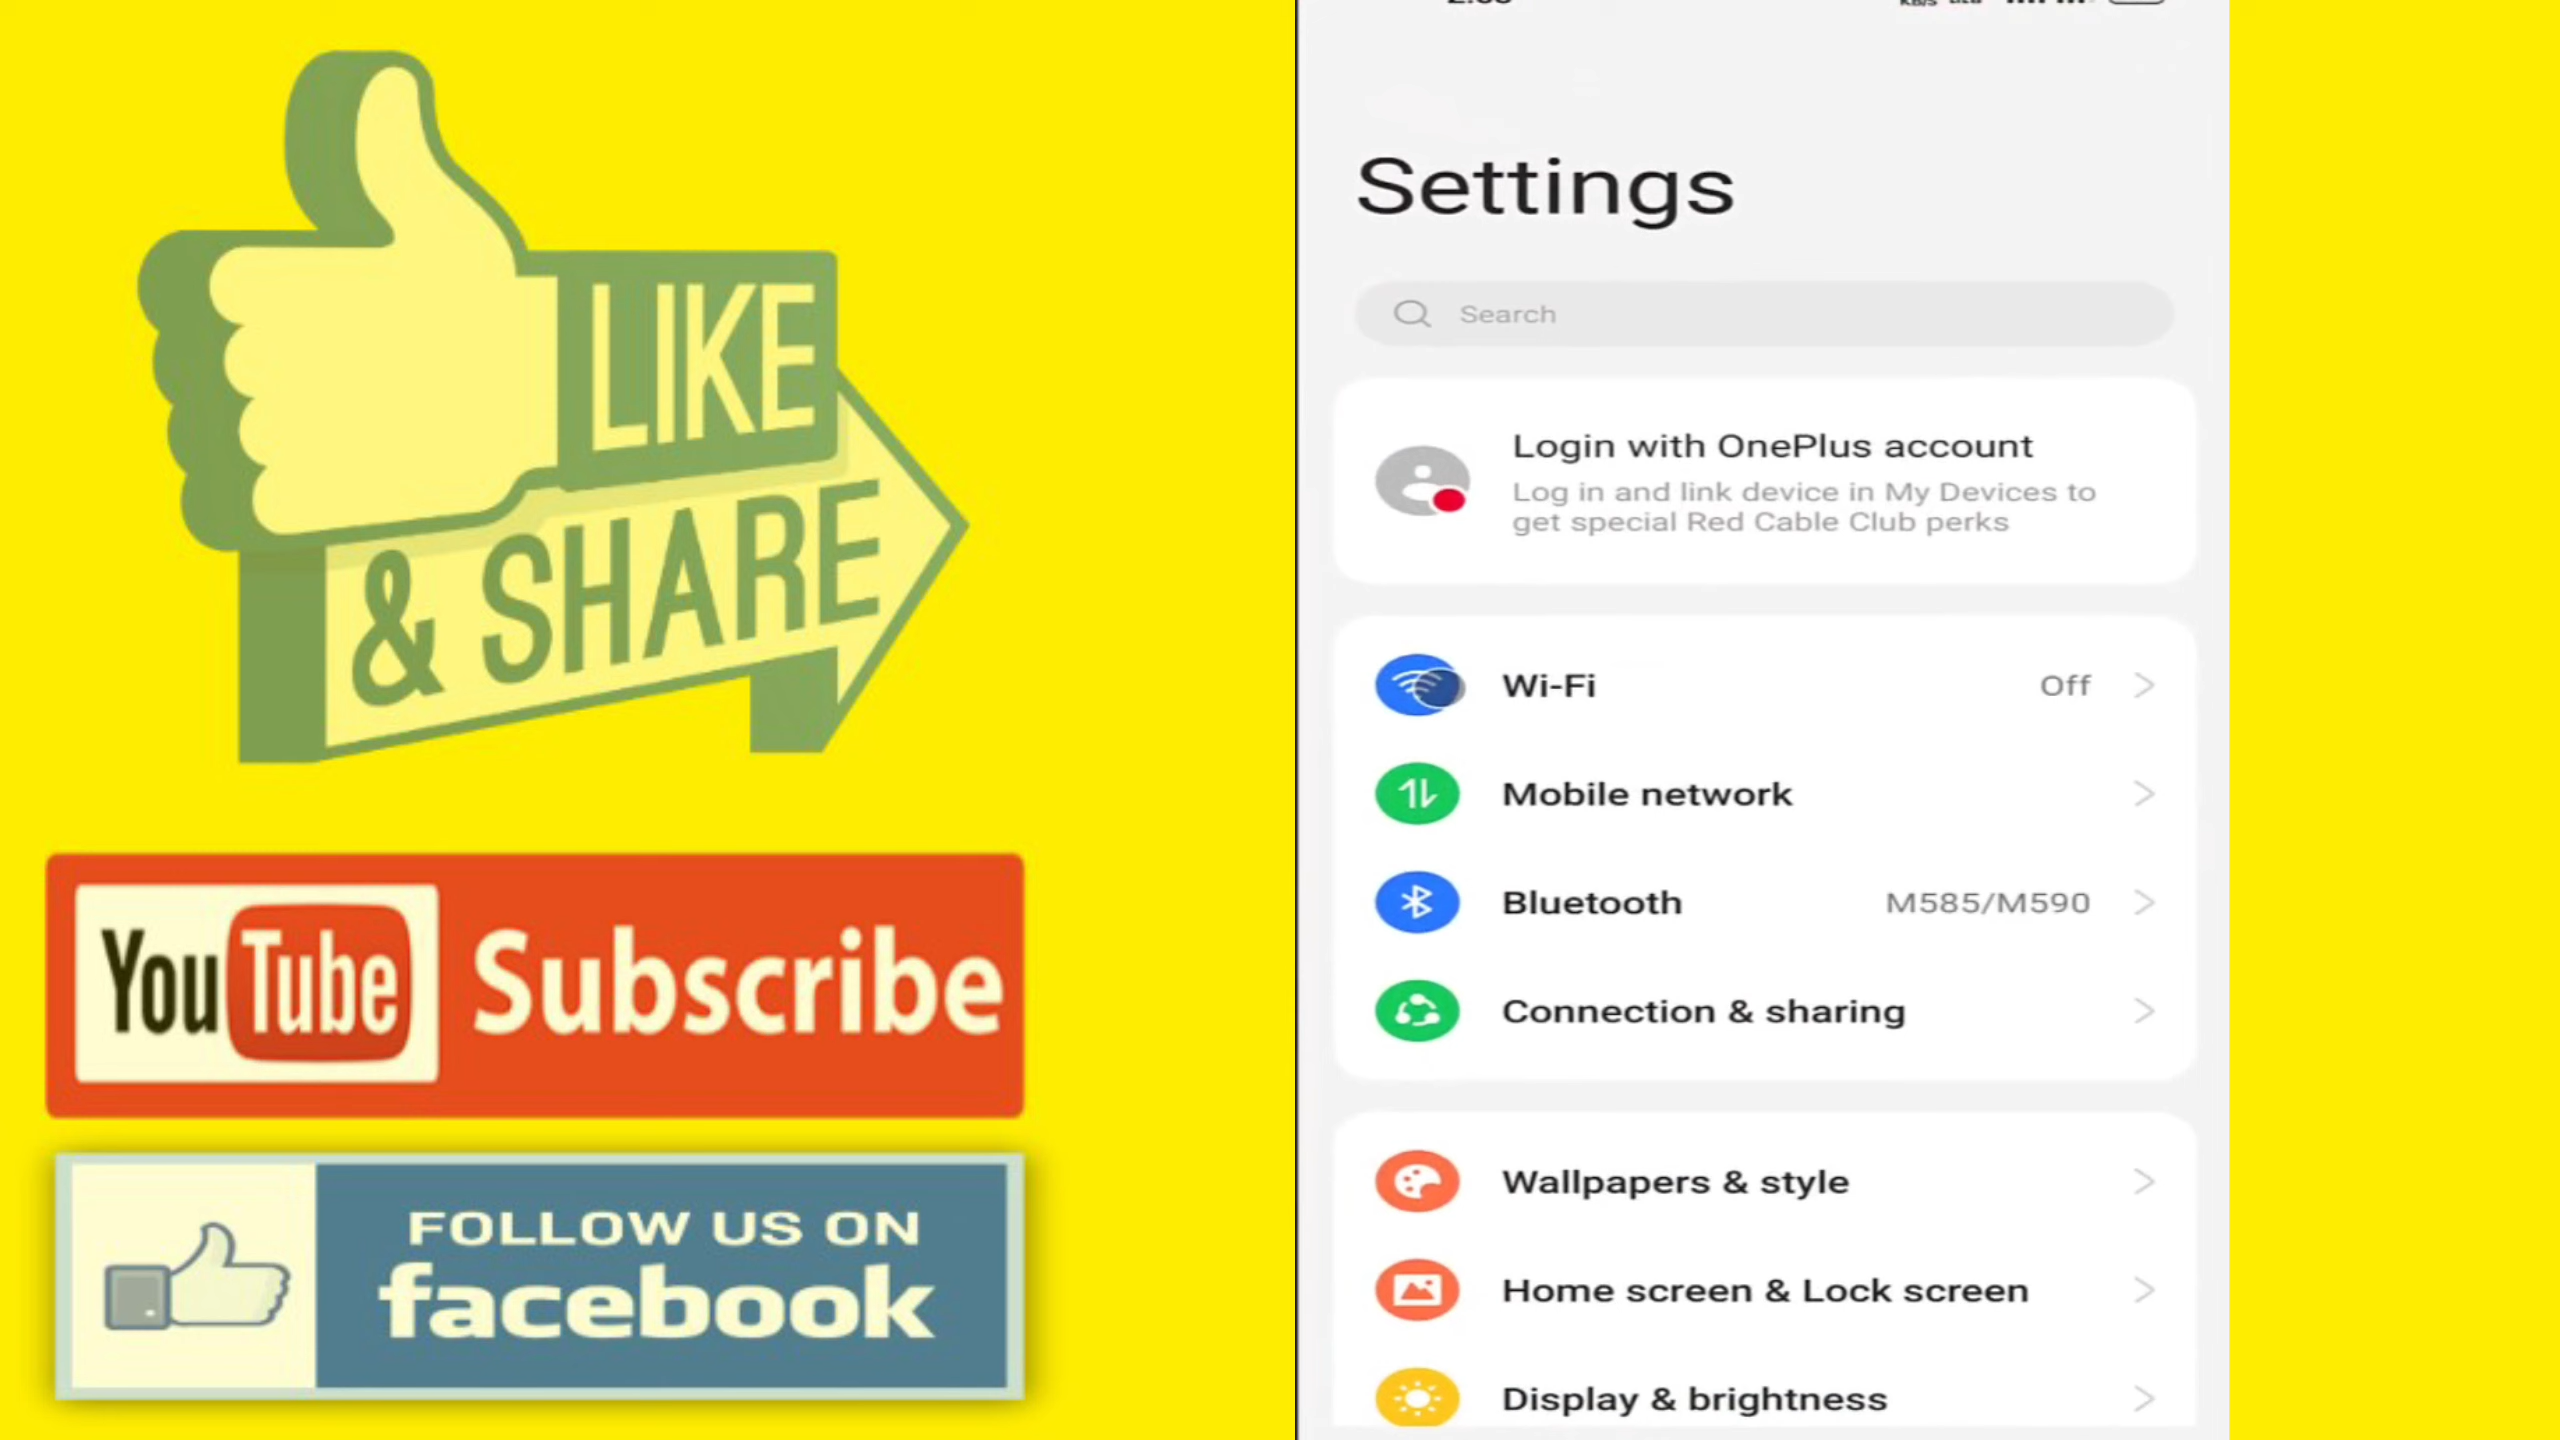 LIKE
& SHARE
YouTube Subscribe
FOLLOW US ON
facebook
Settings
Search
Login with OnePlus account
Log in and link device in My Devices to
get special Red Cable Club perks
Wi-Fi Off
Mobile network
Bluetooth M585/M590
Connection & sharing
Wallpapers & style
Home screen & Lock screen
Display & brightness